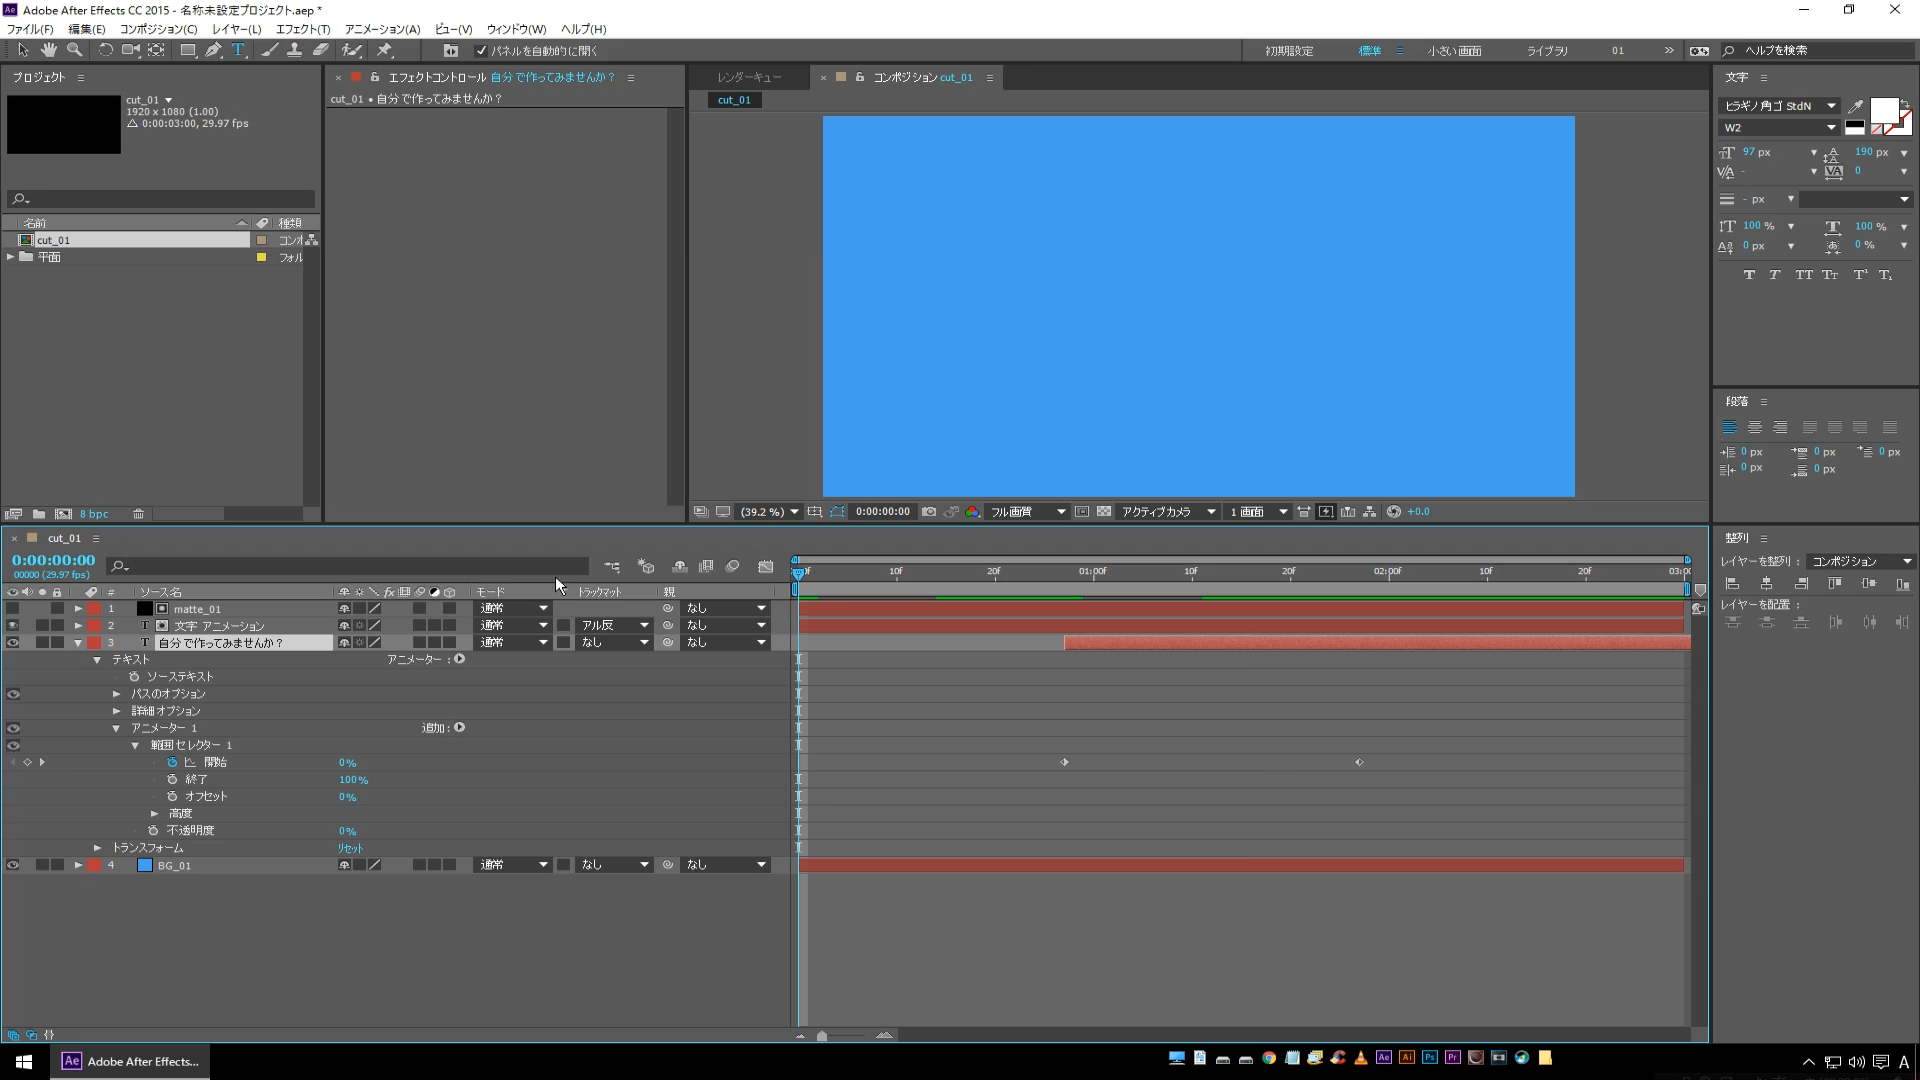 Adobe After Effects CC 2015 - 名称未設定プロジェクト.aep *
ファイル(F) 編集(E) コンポジション(C) レイヤー(L) エフェクト(T) アニメーション(A) ビュー(V) ウィンドウ(W) ヘルプ(H)
パネルを自動的に開く 初期設定 標準 小さい画面 ライブラリ 01 ヘルプを検索
プロジェクト
cut_01
1920 x 1080 (1.00)
△ 0:00:03:00, 29.97 fps
名前 種類
cut_01 コンポ
平面 フォル
8 bpc
エフェクトコントロール 自分で作ってみませんか?
cut_01 • 自分で作ってみませんか?
レンダーキュー コンポジション cut_01
cut_01
(39.2 %) 0:00:00:00 フル画質 アクティブカメラ 1 画面 +0.0
文字
ヒラギノ角ゴ StdN
W2
97 px 190 px
- 0
- px
100 % 100 %
0 px 0 %
段落
0 px 0 px 0 px
0 px 0 px
整列
レイヤーを整列: コンポジション
レイヤーを配置:
cut_01
0:00:00:00
00000 (29.97 fps)
0f 10f 20f 01:00f 10f 20f 02:00f 10f 20f 03:00
# ソース名 モード トラックマット 親
1 matte_01 通常 なし
2 文字 アニメーション 通常 アル反 なし
3 自分で作ってみませんか? 通常 なし なし
テキスト アニメーター:
ソーステキスト
パスのオプション
詳細オプション
アニメーター 1 追加:
範囲セレクター 1
開始 0%
終了 100%
オフセット 0%
高度
不透明度 0%
トランスフォーム リセット
4 BG_01 通常 なし なし
Adobe After Effects... A